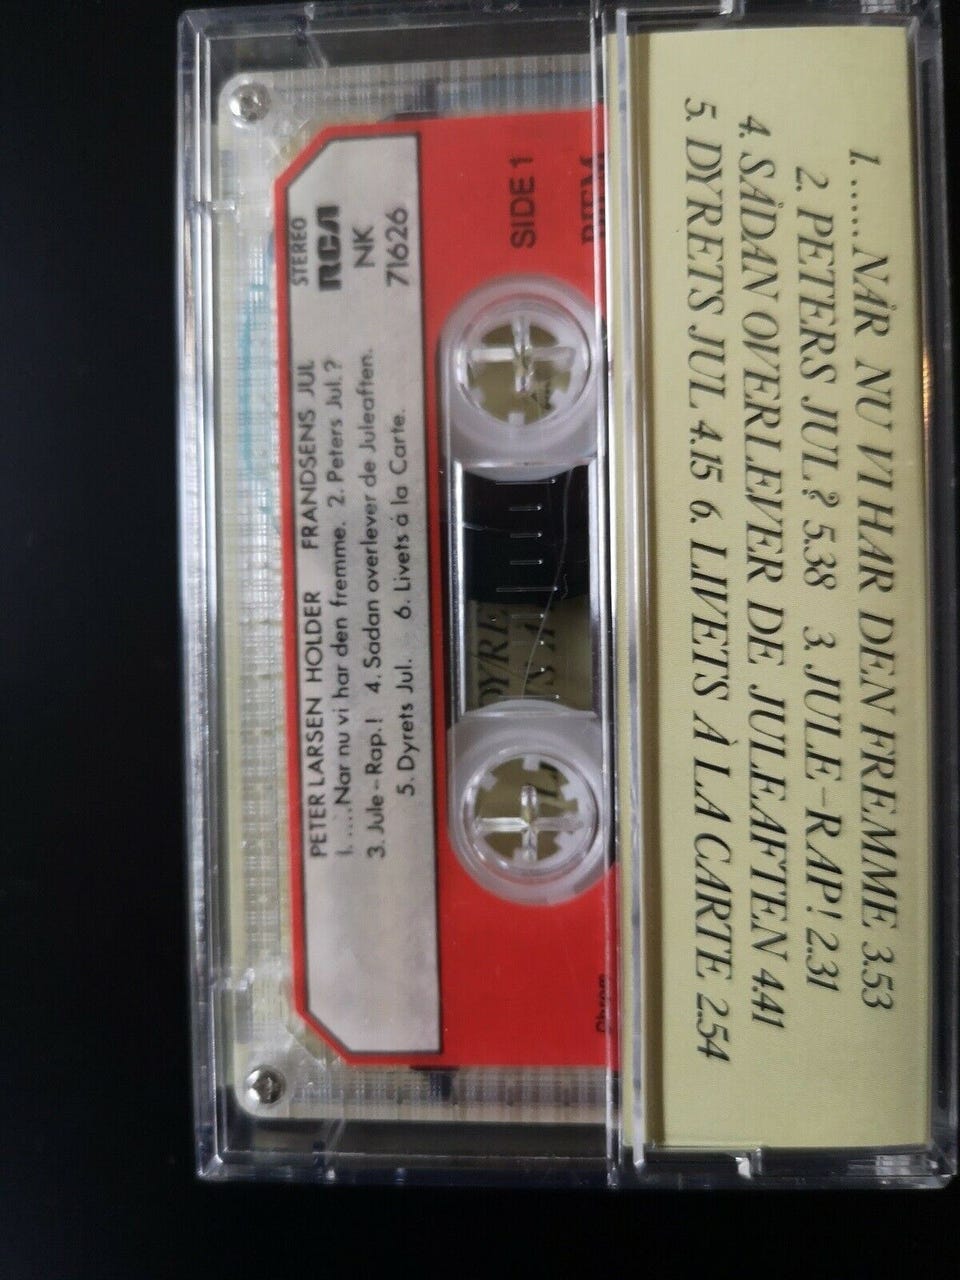 STEREO
RCA
NK
71626
PETER LARSEN HOLDER FRANDSENS JUL
1. ....Nar nu vi har den fremme. 2. Peters Jul.?
3. Jule-Rap.! 4. Sadan overlever de Juleaften.
5. Dyrets Jul. 6. Livets á la Carte.
SIDE 1
1. ..... NÅR NU VI HAR DEN FREMME 3.53
2. PETERS JUL? 5.38 3. JULE-RAP! 2.31
4. SÅDAN OVERLEVER DE JULEAFTEN 4.41
5. DYRETS JUL 4.15 6. LIVETS À LA CARTE 2.54